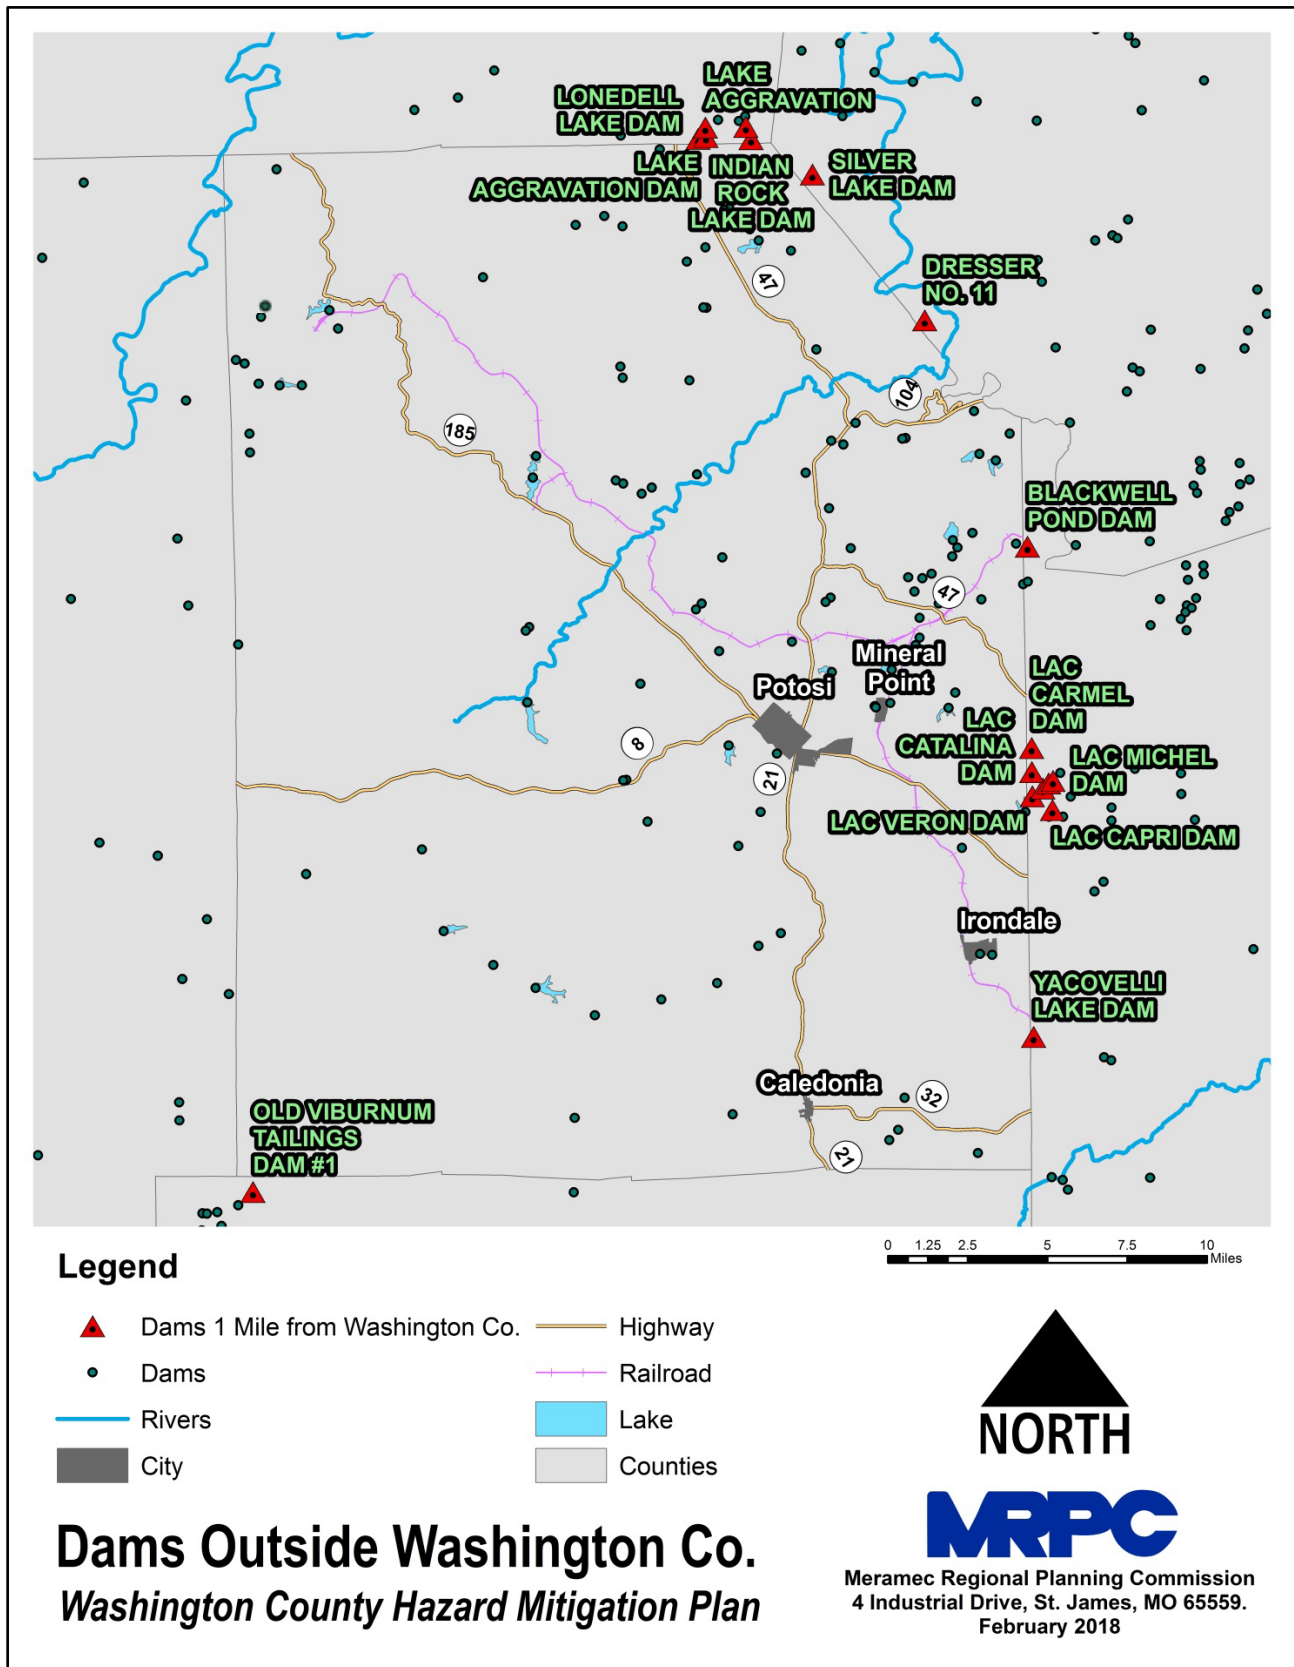 LAKE
AGGRAVATION
LONEDELL
LAKE DAM
LAKE
AGGRAVATION DAM
INDIAN
ROCK
LAKE DAM
SILVER
LAKE DAM
DRESSER
NO. 11
47
104
185
BLACKWELL
POND DAM
47
Mineral
Point
Potosi
LAC
CARMEL
DAM
LAC
CATALINA
DAM
LAC MICHEL
DAM
8
21
LAC VERON DAM
LAC CAPRI DAM
Irondale
YACOVELLI
LAKE DAM
Caledonia
32
21
OLD VIBURNUM
TAILINGS
DAM #1
0 1.25 2.5 5 7.5 10
Miles
Legend
Dams 1 Mile from Washington Co.
Dams
Rivers
City
Highway
Railroad
Lake
Counties
NORTH
Dams Outside Washington Co.
Washington County Hazard Mitigation Plan
MRPC
Meramec Regional Planning Commission
4 Industrial Drive, St. James, MO 65559.
February 2018